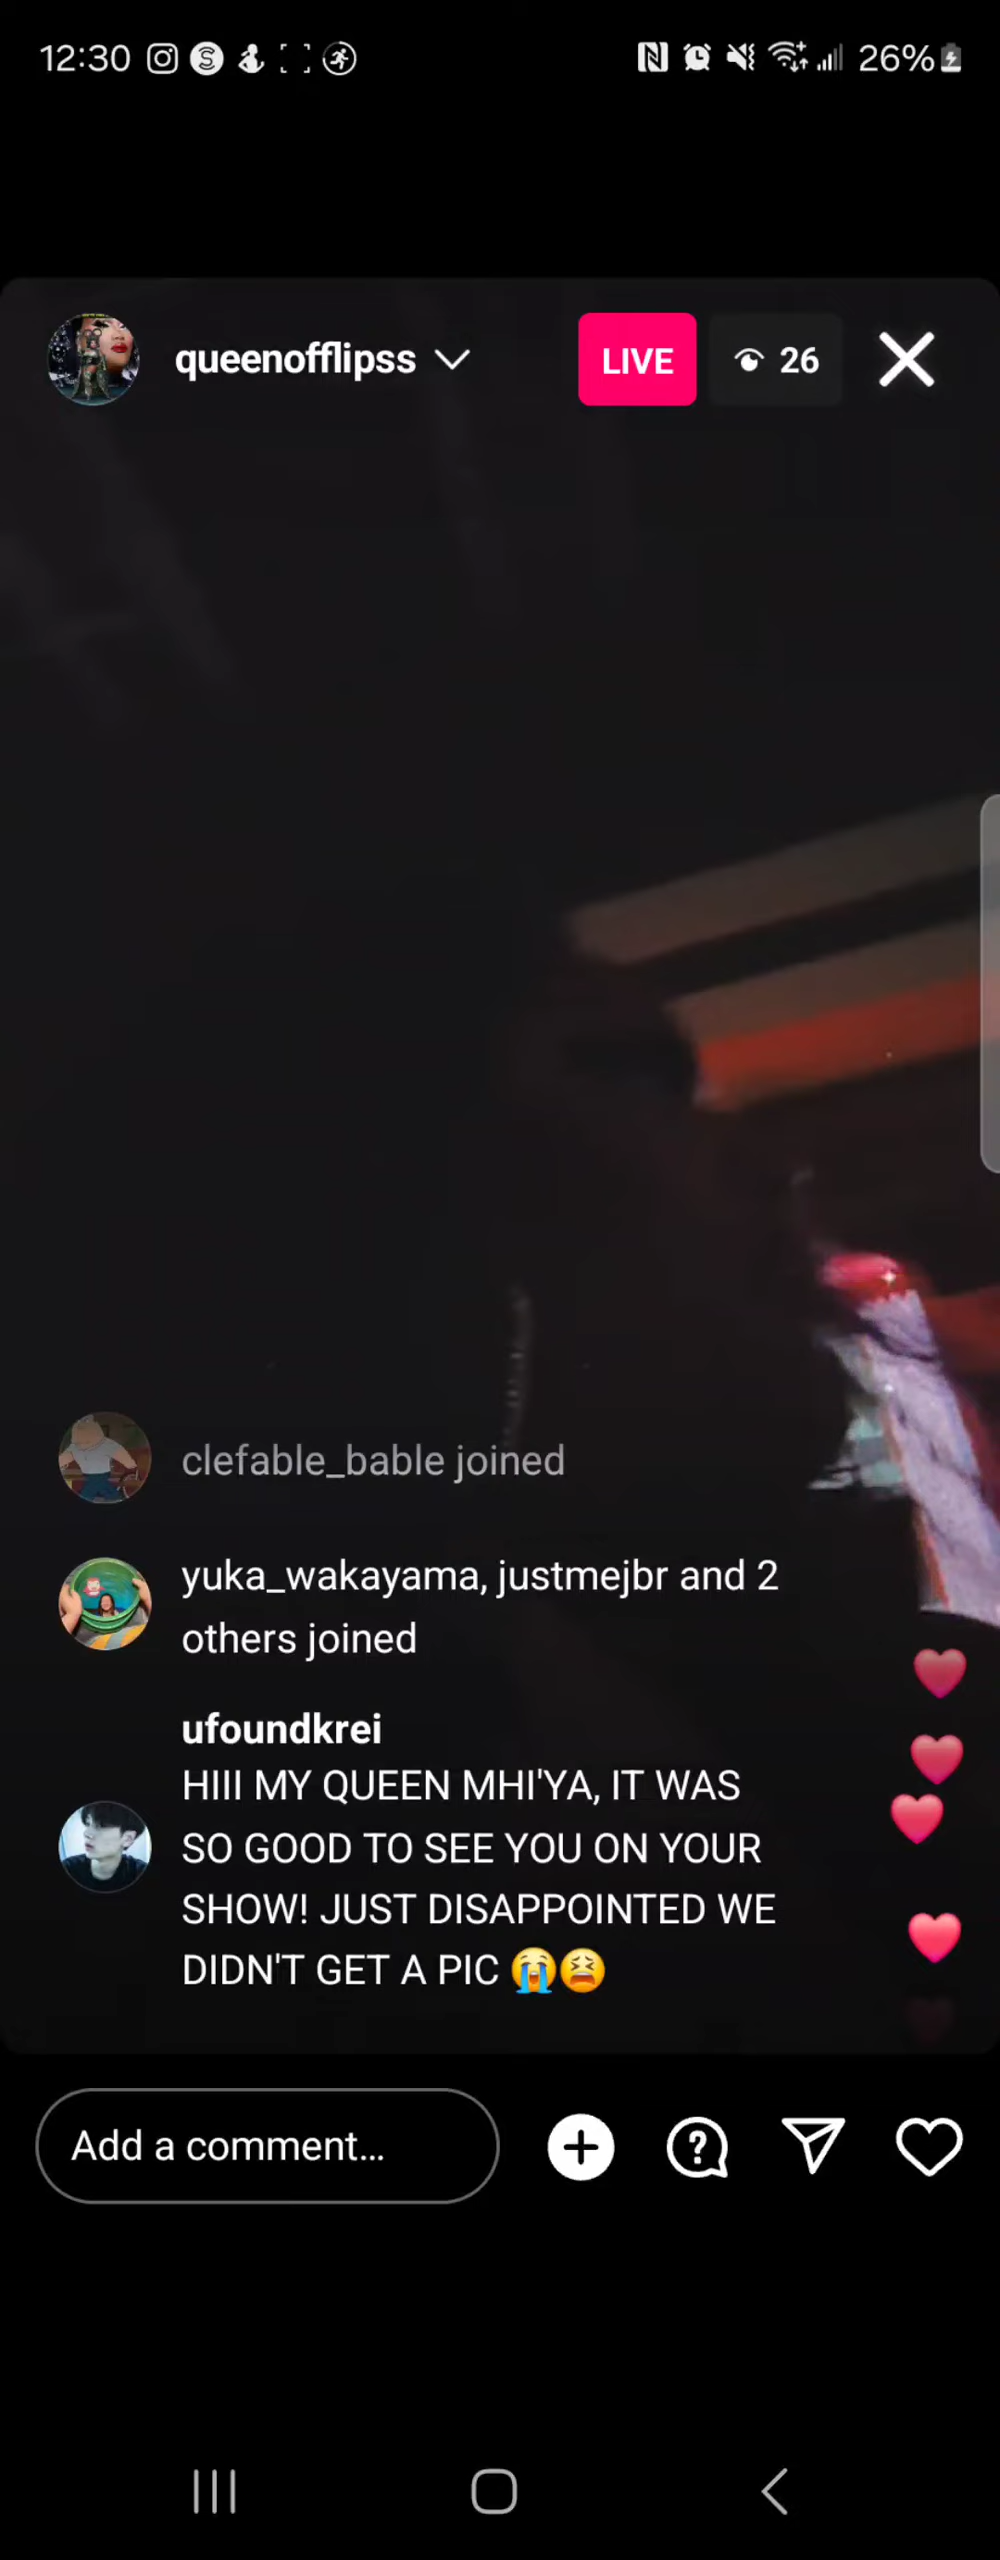 12:30
26%
queenofflipss
LIVE
26
clefable_bable joined
yuka_wakayama, justmejbr and 2
others joined
ufoundkrei
HIII MY QUEEN MHI'YA, IT WAS
SO GOOD TO SEE YOU ON YOUR
SHOW! JUST DISAPPOINTED WE
DIDN'T GET A PIC 😭😫
Add a comment...